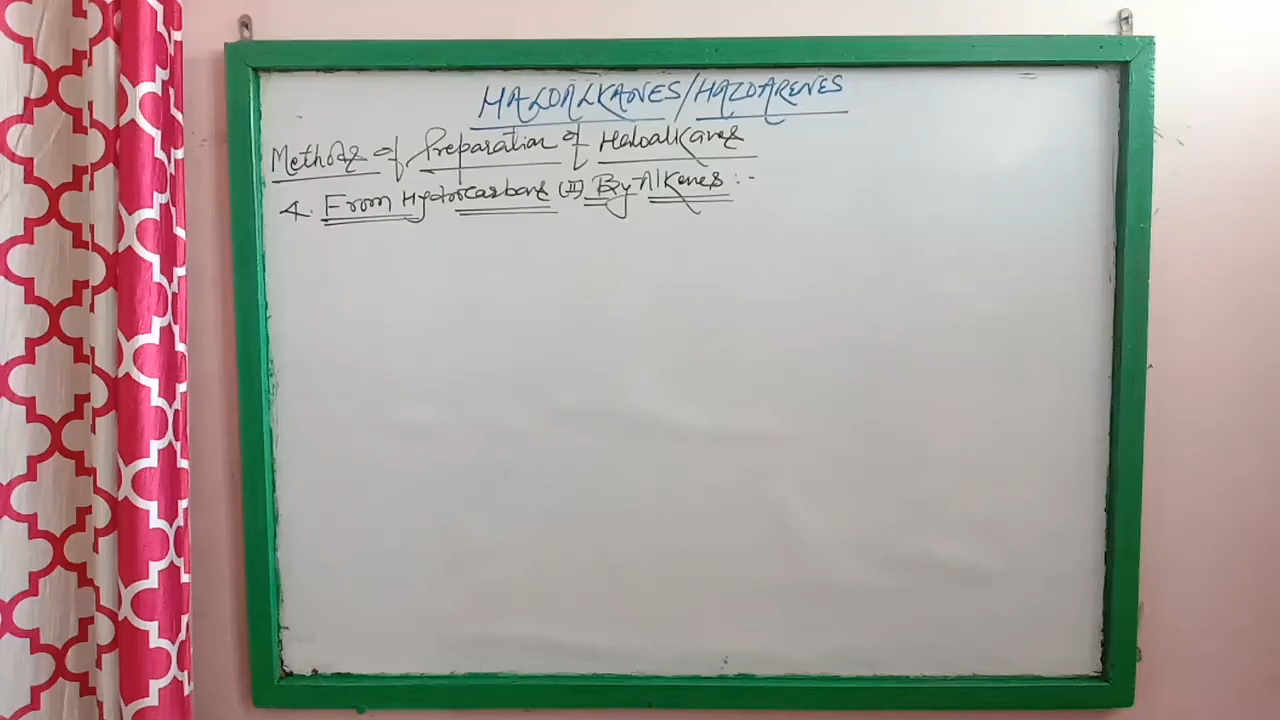 HALOALKANES/HALOARENES
Methods of Preparation of Haloalkanes
4. From Hydrocarbons (II) By Alkenes :-